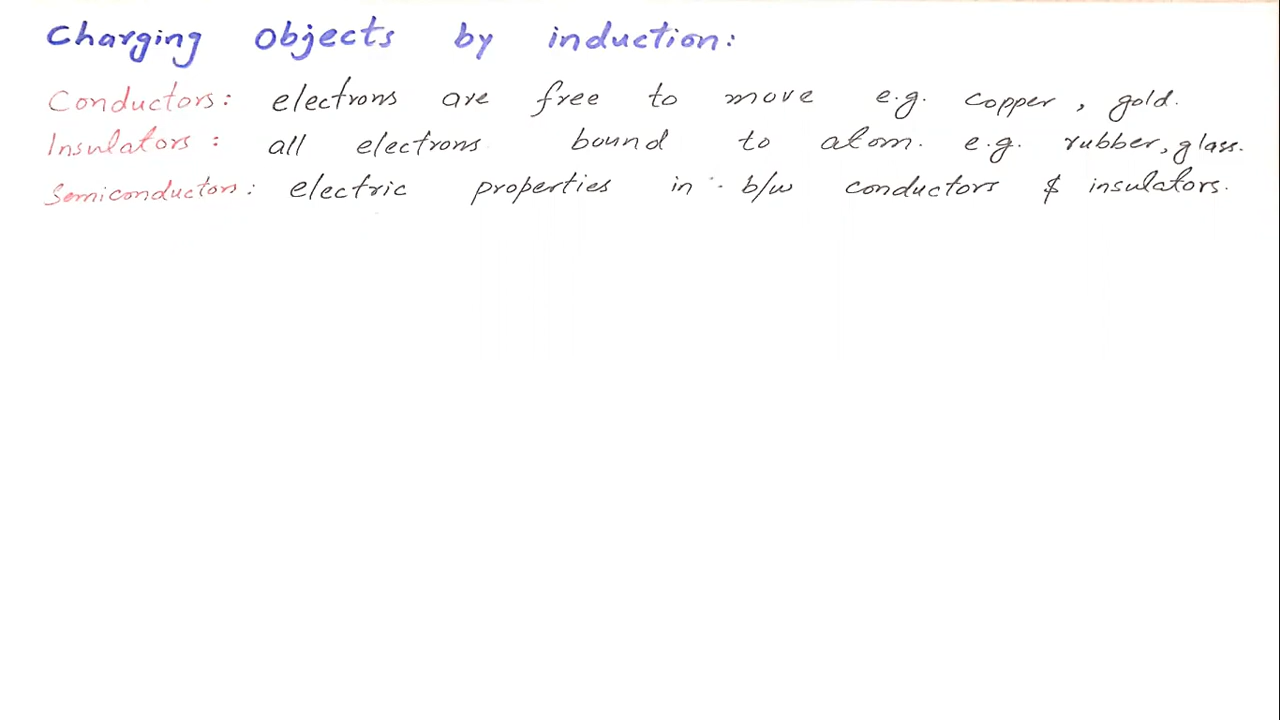 Charging objects by induction:
Conductors: electrons are free to move e.g. copper, gold.
Insulators: all electrons bound to atom. e.g. rubber, glass.
Semiconductors: electric properties in b/w conductors & insulators.